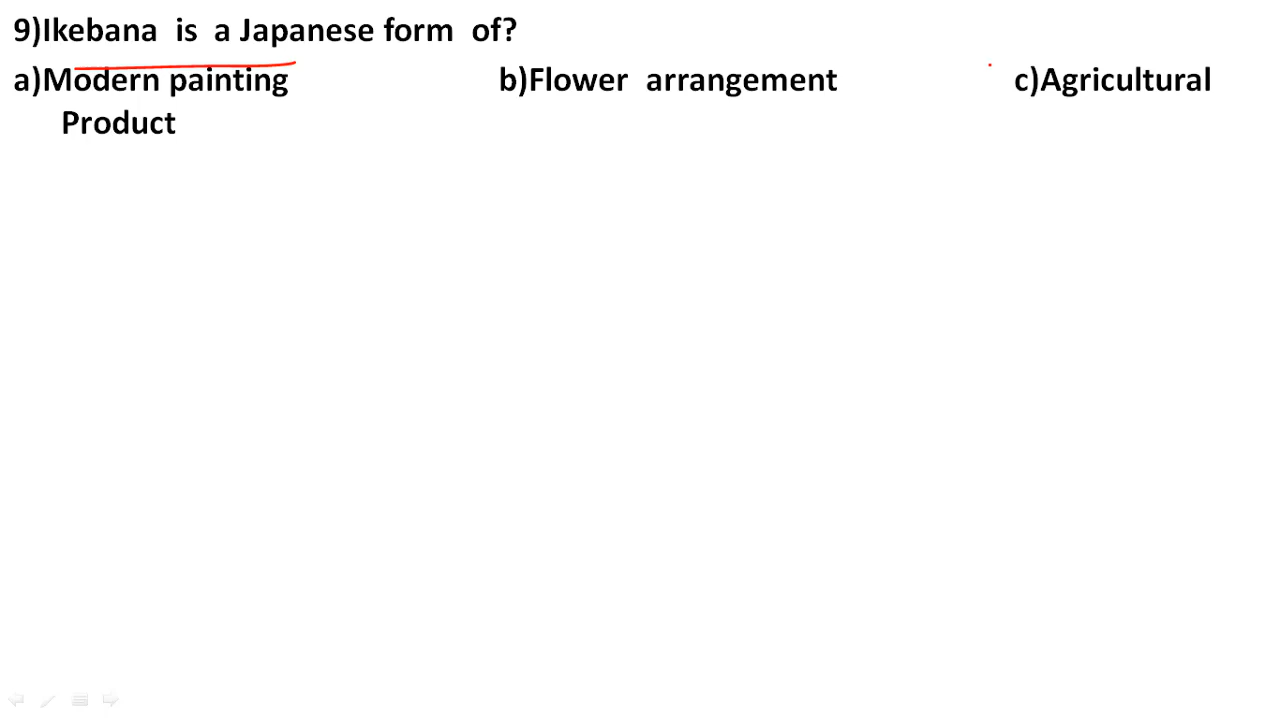 9)Ikebana is a Japanese form of?
a)Modern painting b)Flower arrangement c)Agricultural
Product